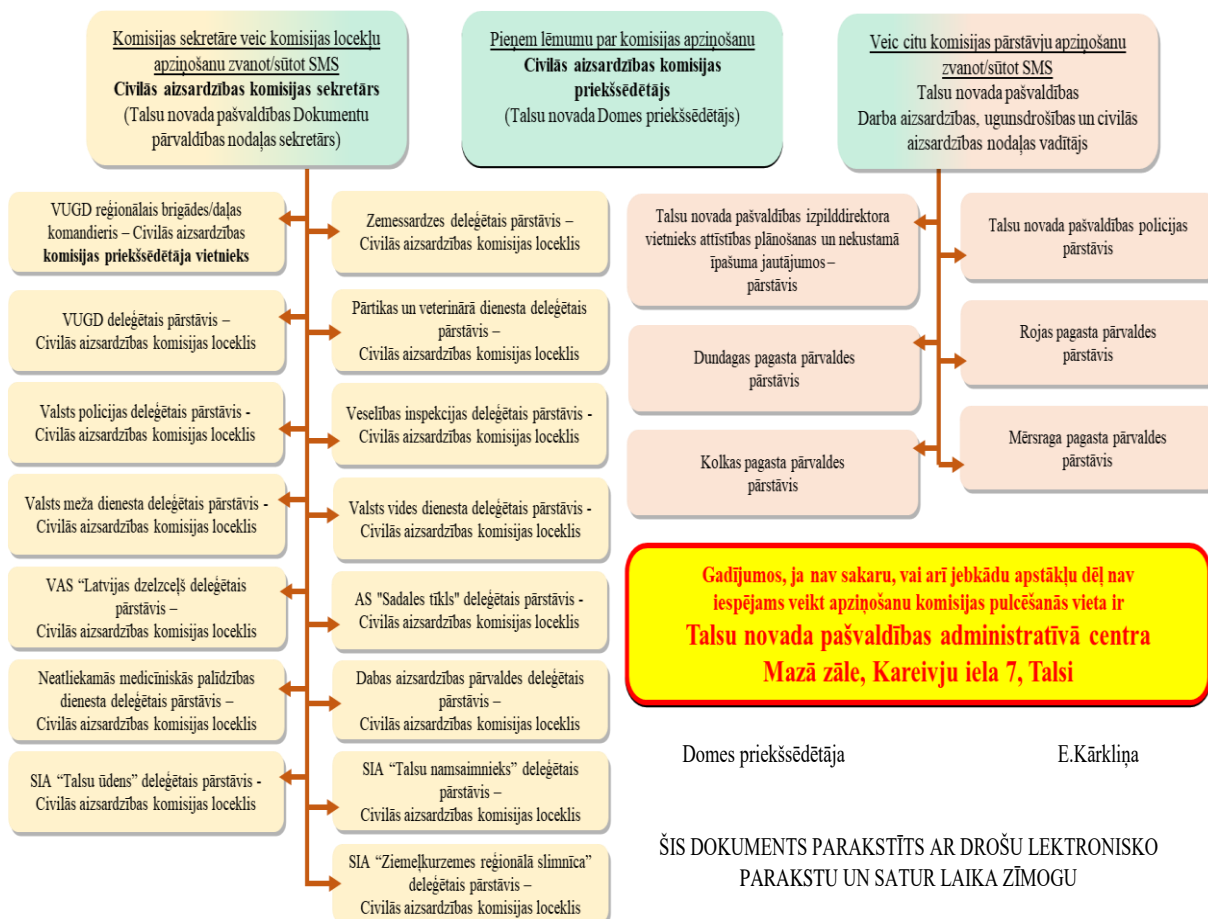 Komisijas sekretāre veic komisijas locekļu
apziņošanu zvanot/sūtot SMS
Civilās aizsardzības komisijas sekretārs
(Talsu novada pašvaldības Dokumentu
pārvaldības nodaļas sekretārs)
Pieņem lēmumu par komisijas apziņošanu
Civilās aizsardzības komisijas
priekšsēdētājs
(Talsu novada Domes priekšsēdētājs)
Veic citu komisijas pārstāvju apziņošanu
zvanot/sūtot SMS
Talsu novada pašvaldības
Darba aizsardzības, ugunsdrošības un civilās
aizsardzības nodaļas vadītājs
VUGD reģionālais brigādes/daļas
komandieris – Civilās aizsardzības
komisijas priekšsēdētāja vietnieks
Zemessardzes deleģētais pārstāvis –
Civilās aizsardzības komisijas loceklis
VUGD deleģētais pārstāvis –
Civilās aizsardzības komisijas loceklis
Pārtikas un veterinārā dienesta deleģētais
pārstāvis –
Civilās aizsardzības komisijas loceklis
Valsts policijas deleģētais pārstāvis -
Civilās aizsardzības komisijas loceklis
Veselības inspekcijas deleģētais pārstāvis -
Civilās aizsardzības komisijas loceklis
Valsts meža dienesta deleģētais pārstāvis -
Civilās aizsardzības komisijas loceklis
Valsts vides dienesta deleģētais pārstāvis -
Civilās aizsardzības komisijas loceklis
VAS “Latvijas dzelzceļš deleģētais
pārstāvis –
Civilās aizsardzības komisijas loceklis
AS "Sadales tīkls" deleģētais pārstāvis -
Civilās aizsardzības komisijas loceklis
Neatliekamās medicīniskās palīdzības
dienesta deleģētais pārstāvis –
Civilās aizsardzības komisijas loceklis
Dabas aizsardzības pārvaldes deleģētais
pārstāvis –
Civilās aizsardzības komisijas loceklis
SIA “Talsu ūdens” deleģētais pārstāvis -
Civilās aizsardzības komisijas loceklis
SIA “Talsu namsaimnieks” deleģētais
pārstāvis –
Civilās aizsardzības komisijas loceklis
SIA “Ziemeļkurzemes reģionālā slimnīca”
deleģētais pārstāvis –
Civilās aizsardzības komisijas loceklis
Talsu novada pašvaldības izpilddirektora
vietnieks attīstības plānošanas un nekustamā
īpašuma jautājumos –
pārstāvis
Talsu novada pašvaldības policijas
pārstāvis
Dundagas pagasta pārvaldes
pārstāvis
Rojas pagasta pārvaldes
pārstāvis
Kolkas pagasta pārvaldes
pārstāvis
Mērsraga pagasta pārvaldes
pārstāvis
Gadījumos, ja nav sakaru, vai arī jebkādu apstākļu dēļ nav
iespējams veikt apziņošanu komisijas pulcēšanās vieta ir
Talsu novada pašvaldības administratīvā centra
Mazā zāle, Kareivju iela 7, Talsi
Domes priekšsēdētāja E.Kārkliņa
ŠIS DOKUMENTS PARAKSTĪTS AR DROŠU LEKTRONISKO
PARAKSTU UN SATUR LAIKA ZĪMOGU